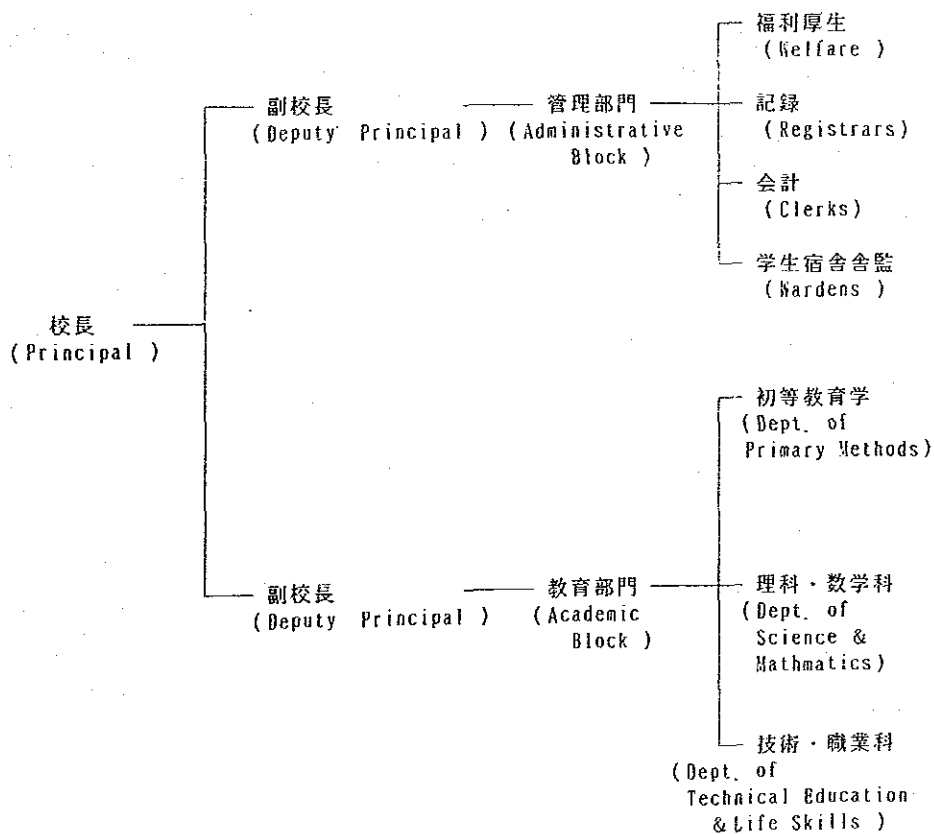 福利厚生
(Welfare )
副校長
(Deputy Principal )
管理部門
(Administrative
Block )
記録
(Registrars)
会計
(Clerks)
学生宿舎舎監
(Wardens )
校長
(Principal )
初等教育学
(Dept. of
Primary Methods)
副校長
(Deputy Principal )
教育部門
(Academic
Block )
理科・数学科
(Dept. of
Science &
Mathmatics)
技術・職業科
(Dept. of
Technical Education
& Life Skills )